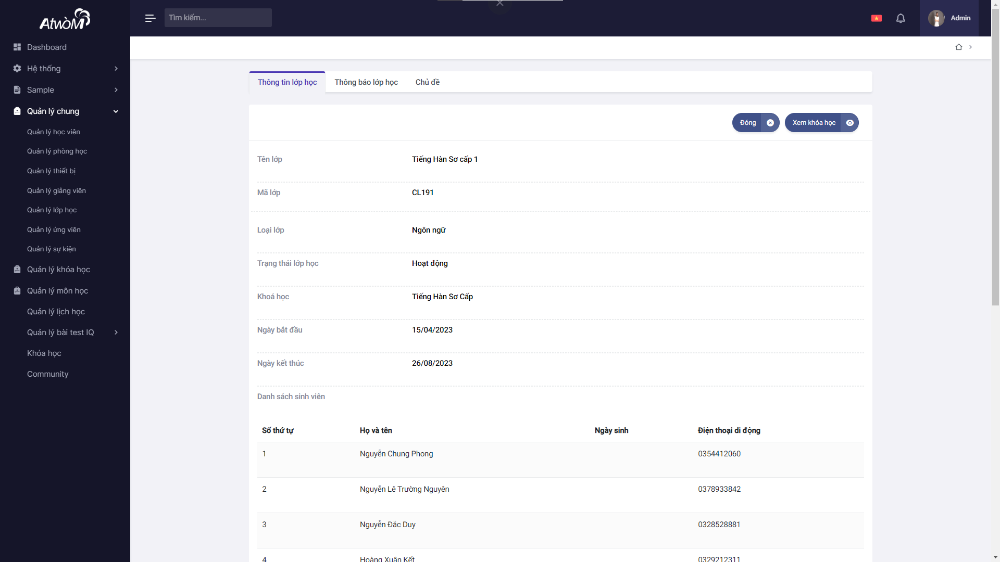 AtwoM
Tìm kiếm...
Admin
Dashboard
Hệ thống
Sample
Quản lý chung
Quản lý học viên
Quản lý phòng học
Quản lý thiết bị
Quản lý giảng viên
Quản lý lớp học
Quản lý ứng viên
Quản lý sự kiện
Quản lý khóa học
Quản lý môn học
Quản lý lịch học
Quản lý bài test IQ
Khóa học
Community
Thông tin lớp học Thông báo lớp học Chủ đề
Đóng Xem khóa học
Tên lớp Tiếng Hàn Sơ cấp 1
Mã lớp CL191
Loại lớp Ngôn ngữ
Trạng thái lớp học Hoạt động
Khoá học Tiếng Hàn Sơ Cấp
Ngày bắt đầu 15/04/2023
Ngày kết thúc 26/08/2023
Danh sách sinh viên
Số thứ tự Họ và tên Ngày sinh Điện thoại di động
1 Nguyễn Chung Phong 0354412060
2 Nguyễn Lê Trường Nguyên 0378933842
3 Nguyễn Đắc Duy 0328528881
4 Hoàng Xuân Kết 0329212311